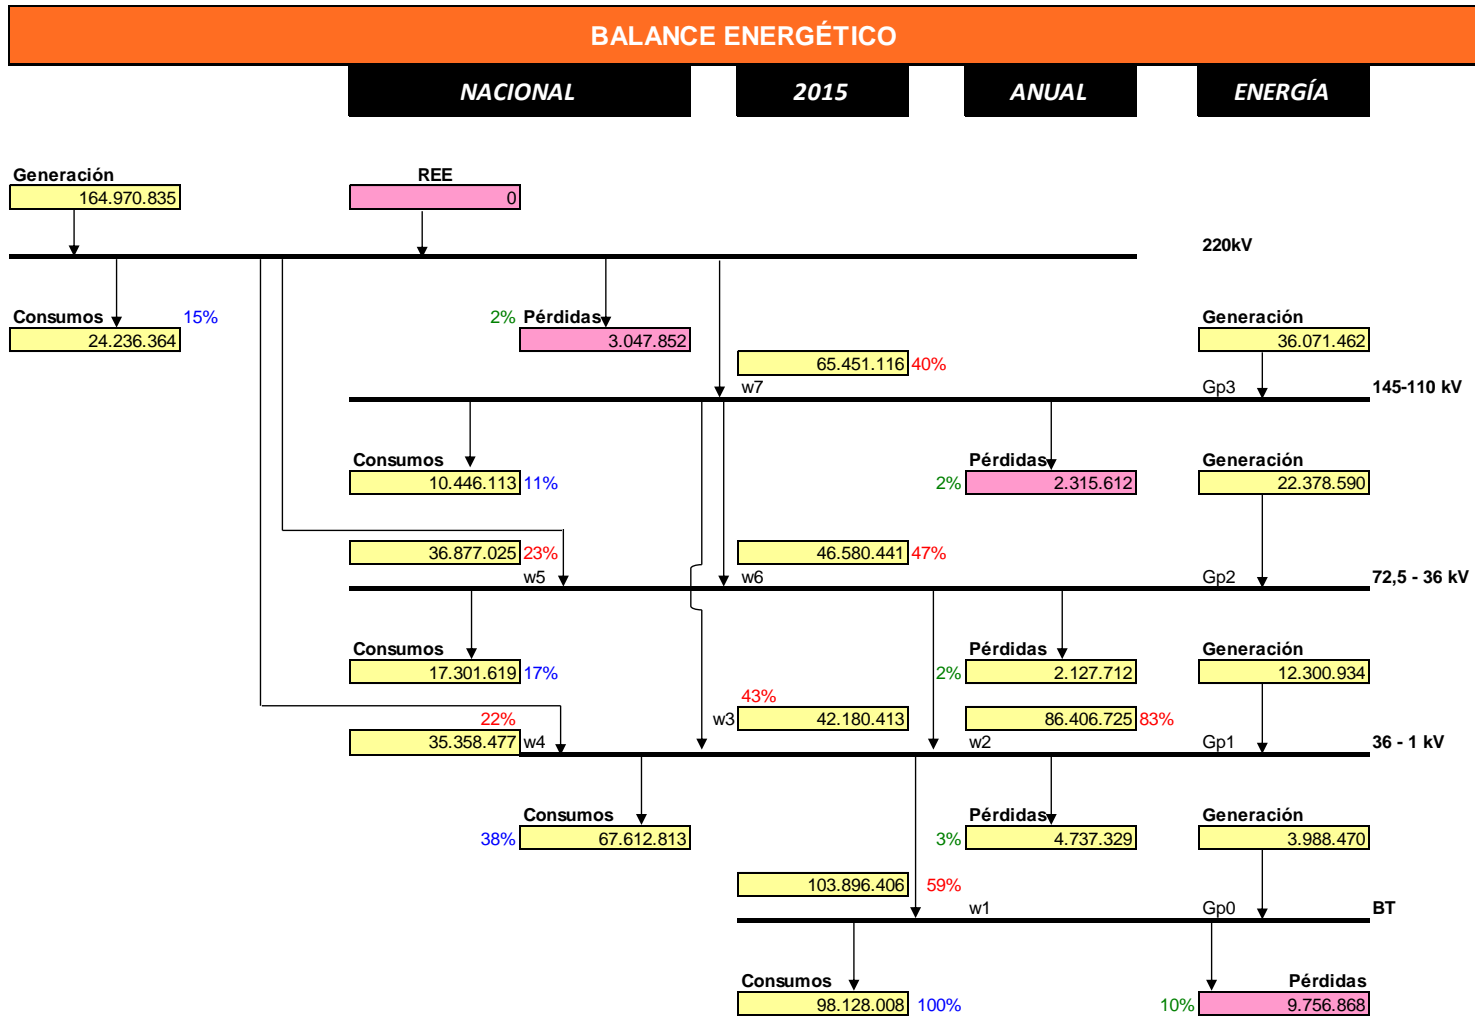 BALANCE ENERGÉTICO
NACIONAL 2015 ANUAL ENERGÍA
Generación REE
164.970.835 0
220kV
Consumos 15% 2% Pérdidas Generación
24.236.364 3.047.852 36.071.462
65.451.116 40%
w7 Gp3 145-110 kV
Consumos Pérdidas Generación
10.446.113 11% 2% 2.315.612 22.378.590
36.877.025 23% 46.580.441 47%
w5 w6 Gp2 72,5 - 36 kV
Consumos Pérdidas Generación
17.301.619 17% 2% 2.127.712 12.300.934
43%
22% w3 42.180.413 86.406.725 83%
35.358.477 w4 w2 Gp1 36 - 1 kV
Consumos Pérdidas Generación
38% 67.612.813 3% 4.737.329 3.988.470
103.896.406 59%
w1 Gp0 BT
Consumos Pérdidas
98.128.008 100% 10% 9.756.868